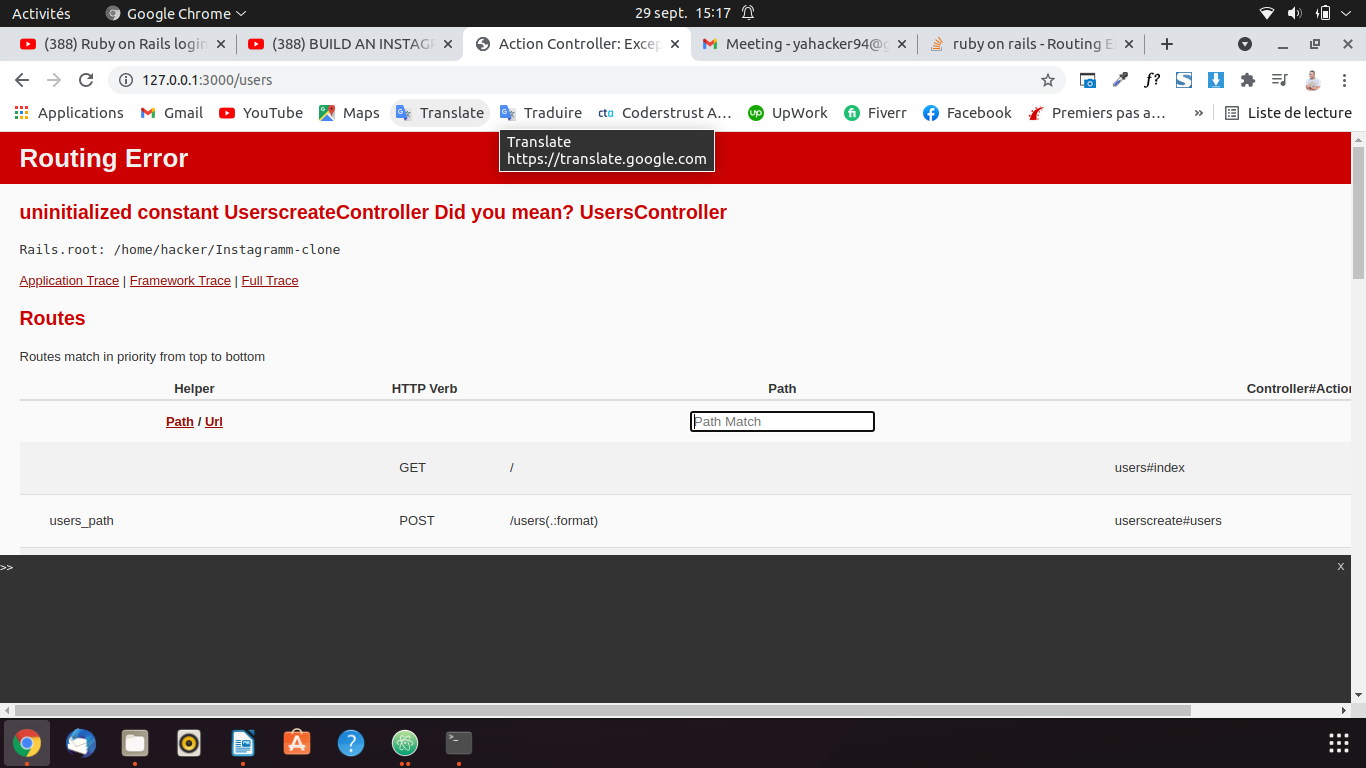 Activités Google Chrome 29 sept. 15:17
(388) Ruby on Rails login (388) BUILD AN INSTAGR Action Controller: Excep Meeting - yahacker94@g ruby on rails - Routing E
127.0.0.1:3000/users f?
Applications Gmail YouTube Maps Translate Traduire cta Coderstrust A… Up UpWork fi Fiverr Facebook Premiers pas a… » Liste de lecture
Translate
https://translate.google.com
Routing Error
uninitialized constant UserscreateController Did you mean? UsersController
Rails.root: /home/hacker/Instagramm-clone
Application Trace | Framework Trace | Full Trace
Routes
Routes match in priority from top to bottom
Helper HTTP Verb Path Controller#Action
Path / Url Path Match
GET / users#index
users_path POST /users(.:format) userscreate#users
>> x